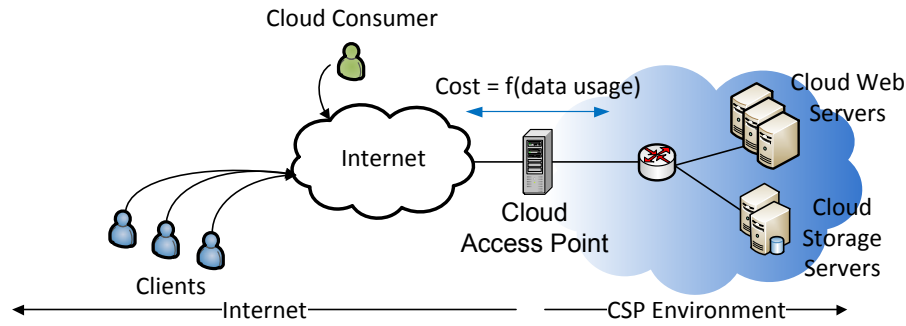 Cloud Consumer
Cost = f(data usage)
Cloud Web
Servers
Internet
Cloud
Access Point
Cloud
Storage
Servers
Clients
Internet
CSP Environment